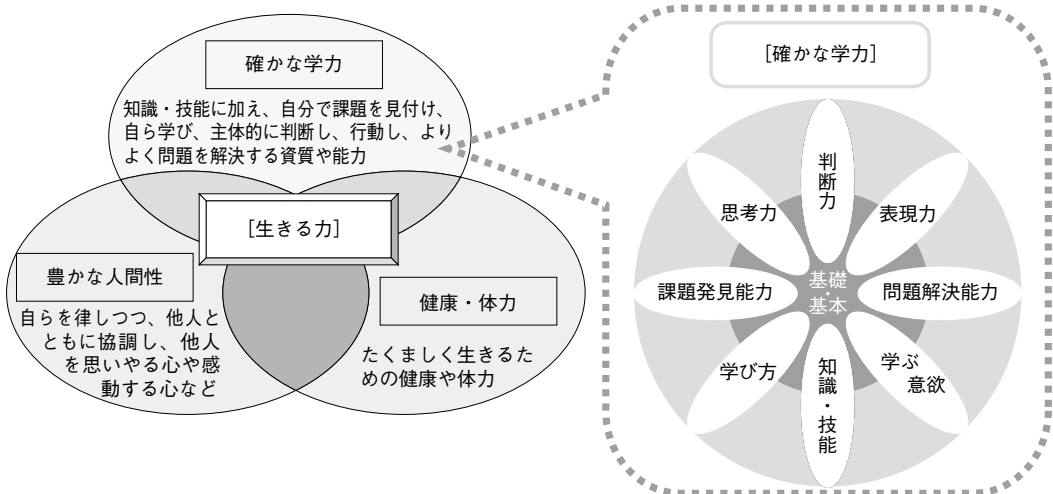 確かな学力
知識・技能に加え、自分で課題を見付け、
自ら学び、主体的に判断し、行動し、より
よく問題を解決する資質や能力
[生きる力]
豊かな人間性
自らを律しつつ、他人と
ともに協調し、他人
を思いやる心や感
動する心など
健康・体力
たくましく生きるた
めの健康や体力
[確かな学力]
判断力
思考力
表現力
課題発見能力
基礎
・
基本
問題解決能力
学び方
知識・技能
学ぶ
意欲